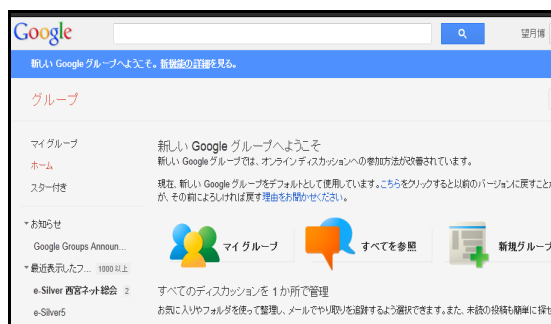 Google
望月博
新しい Google グループへようこそ。新機能の詳細を見る。
グループ
マイグループ
ホーム
スター付き
お知らせ
Google Groups Announ...
最近表示したフ... 1000 以上
e-Silver 西宮ネット総会 2
e-Silver5
新しい Google グループへようこそ
新しい Google グループでは、オンライン ディスカッションへの参加方法が改善されています。
現在、新しい Google グループをデフォルトとして使用しています。こちらをクリックすると以前のバージョンに戻すこと
が、その前によろしければ戻す理由をお聞かせください。
マイ グループ
すべてを参照
新規グルー
すべてのディスカッションを 1 か所で管理
お気に入りやフォルダを使って整理し、メールでやり取りを追跡するよう選択できます。また、未読の投稿も簡単に探せ